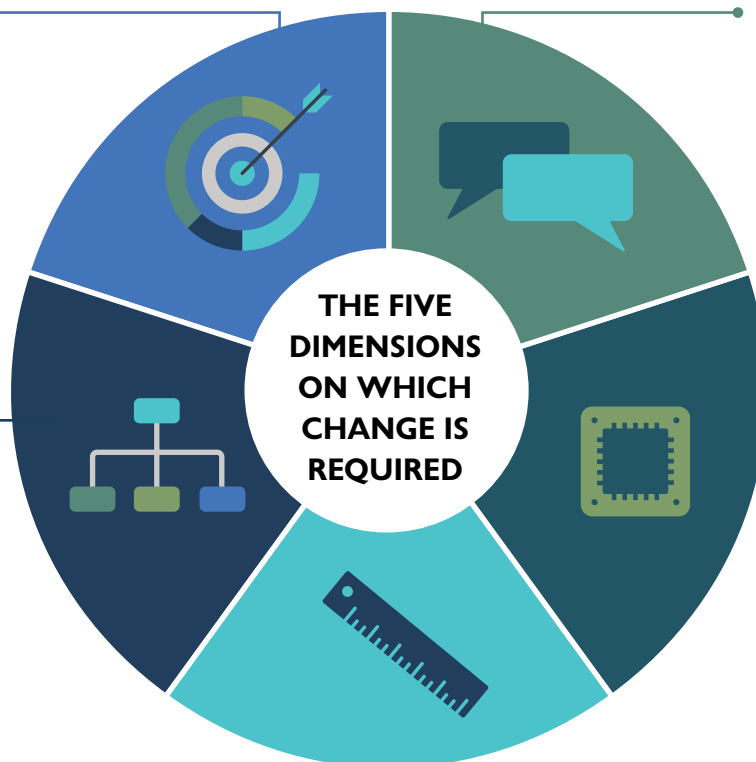 THE FIVE
DIMENSIONS
ON WHICH
CHANGE IS
REQUIRED